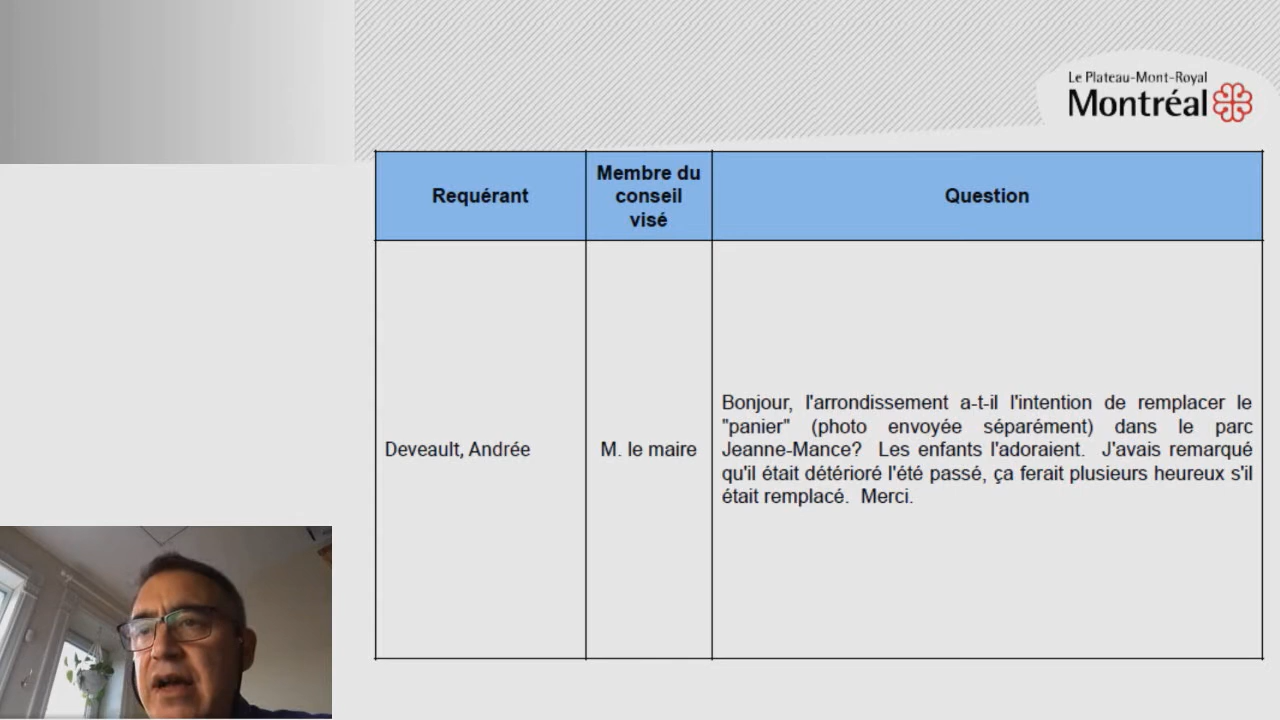 Le Plateau-Mont-Royal
Montréal
Requérant
Membre du
conseil
visé
Question
Deveault, Andrée
M. le maire
Bonjour, l'arrondissement a-t-il l'intention de remplacer le
"panier" (photo envoyée séparément) dans le parc
Jeanne-Mance? Les enfants l'adoraient. J'avais remarqué
qu'il était détérioré l'été passé, ça ferait plusieurs heureux s'il
était remplacé. Merci.